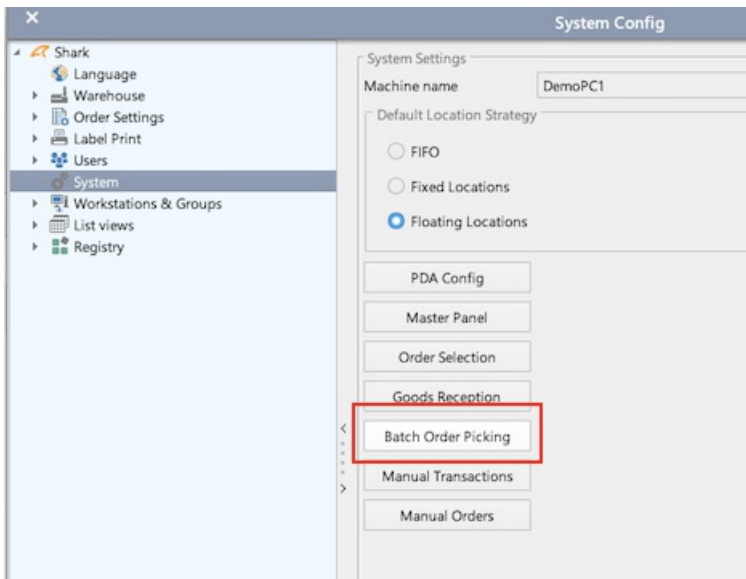 System Config
Shark
Language
Warehouse
Order Settings
Label Print
Users
System
Workstations & Groups
List views
Registry
System Settings
Machine name DemoPC1
Default Location Strategy
FIFO
Fixed Locations
Floating Locations
PDA Config
Master Panel
Order Selection
Goods Reception
Batch Order Picking
Manual Transactions
Manual Orders